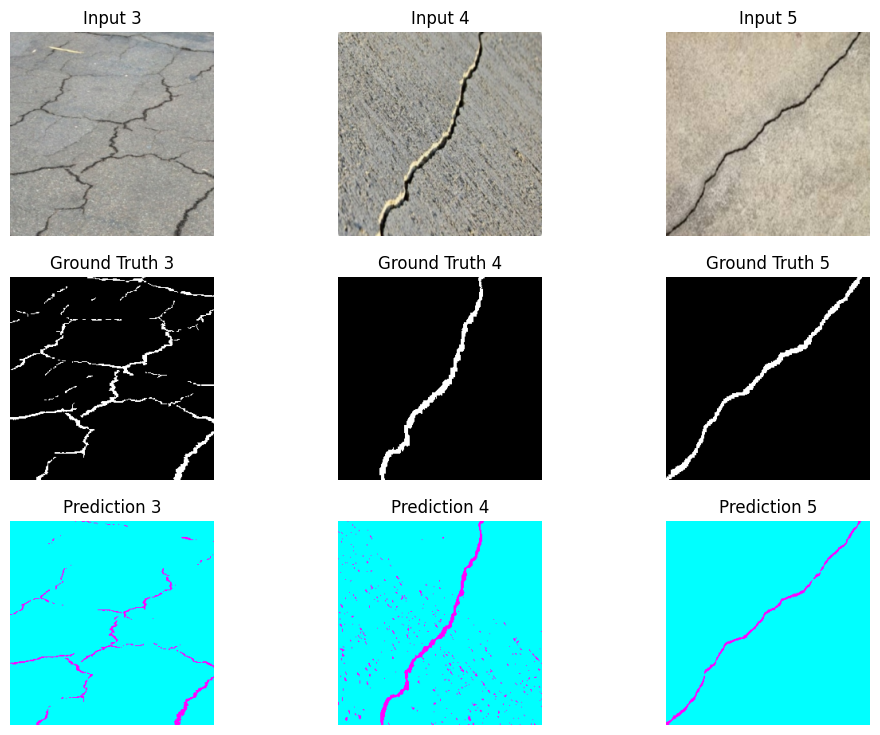 Input 3
Input 4
Input 5
Ground Truth 3
Ground Truth 4
Ground Truth 5
Prediction 3
Prediction 4
Prediction 5